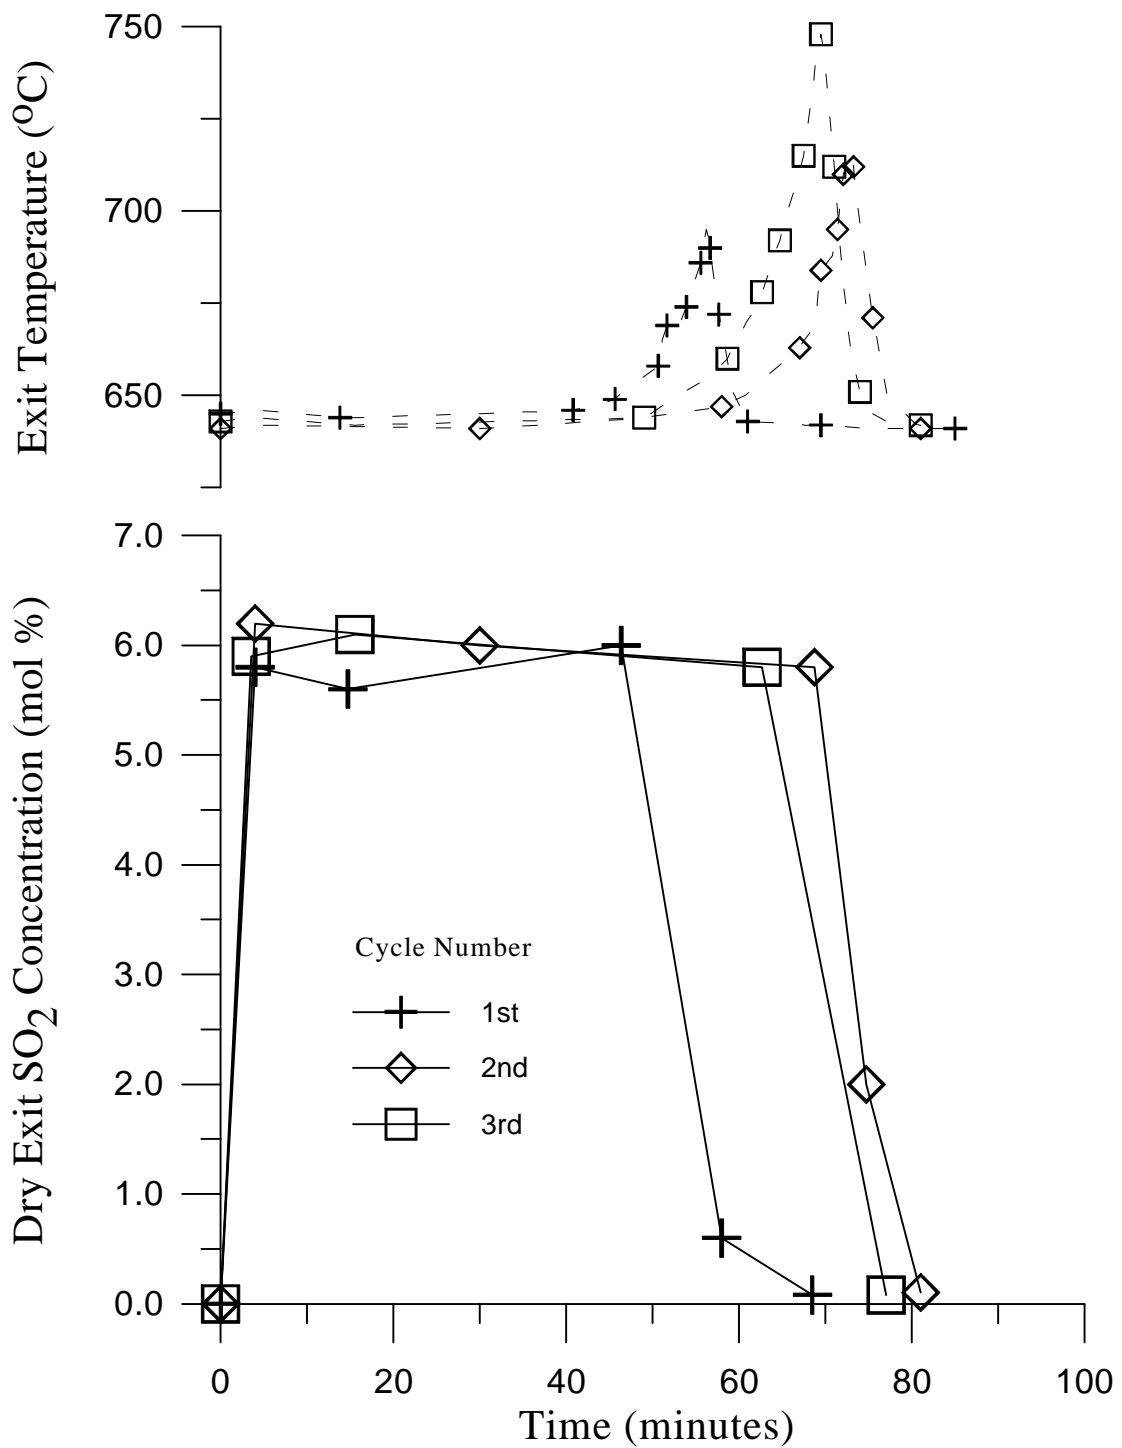 Exit Temperature (ºC)
750
700
650
Dry Exit SO2 Concentration (mol %)
7.0
6.0
5.0
4.0
3.0
2.0
1.0
0.0
Cycle Number
1st
2nd
3rd
0 20 40 60 80 100
Time (minutes)